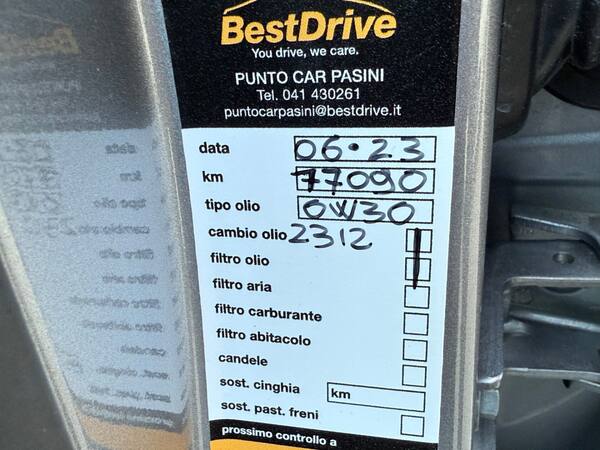 BestDrive
You drive, we care.
PUNTO CAR PASINI
Tel. 041 430261
puntocarpasini@bestdrive.it
data 06.23
km 77090
tipo olio 0W30
cambio olio 2312
filtro olio
filtro aria
filtro carburante
filtro abitacolo
candele
sost. cinghia km
sost. past. freni
prossimo controllo a